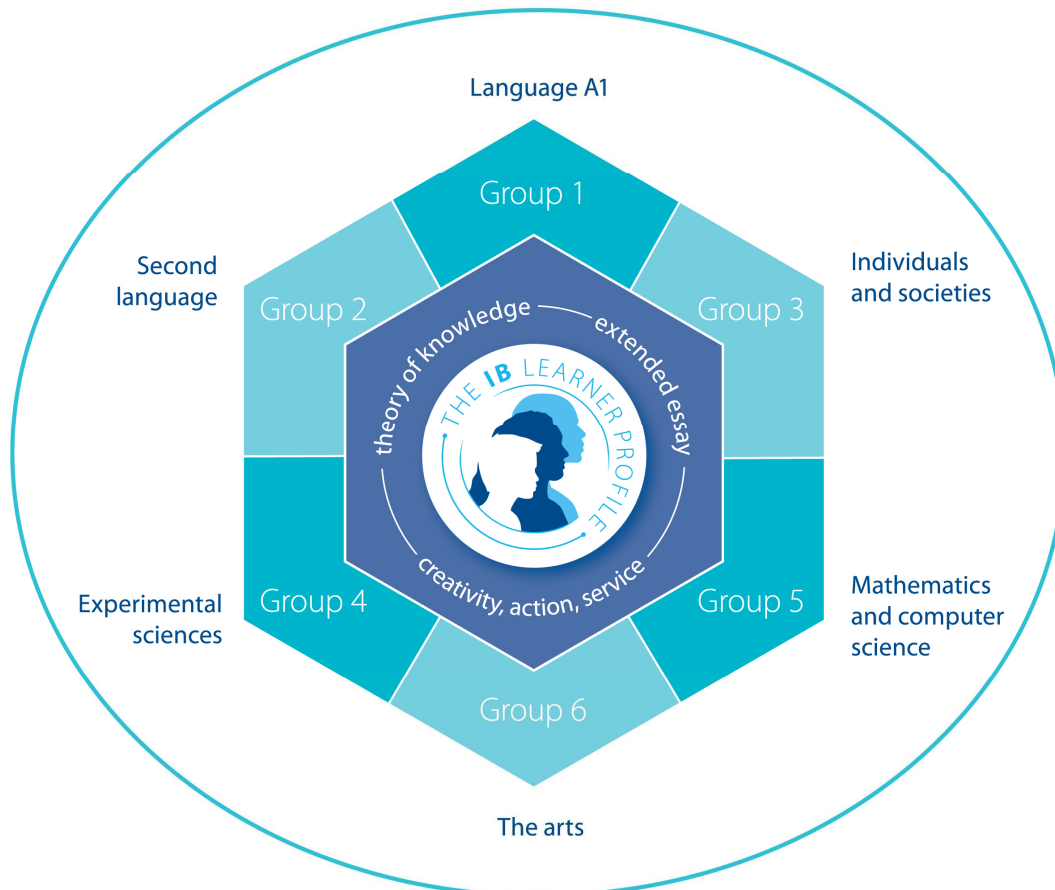 Language A1
Group 1
Second
language
Group 2
Individuals
and societies
Group 3
theory of knowledge
extended essay
THE IB LEARNER PROFILE
creativity, action, service
Experimental
sciences
Group 4
Group 5
Mathematics
and computer
science
Group 6
The arts